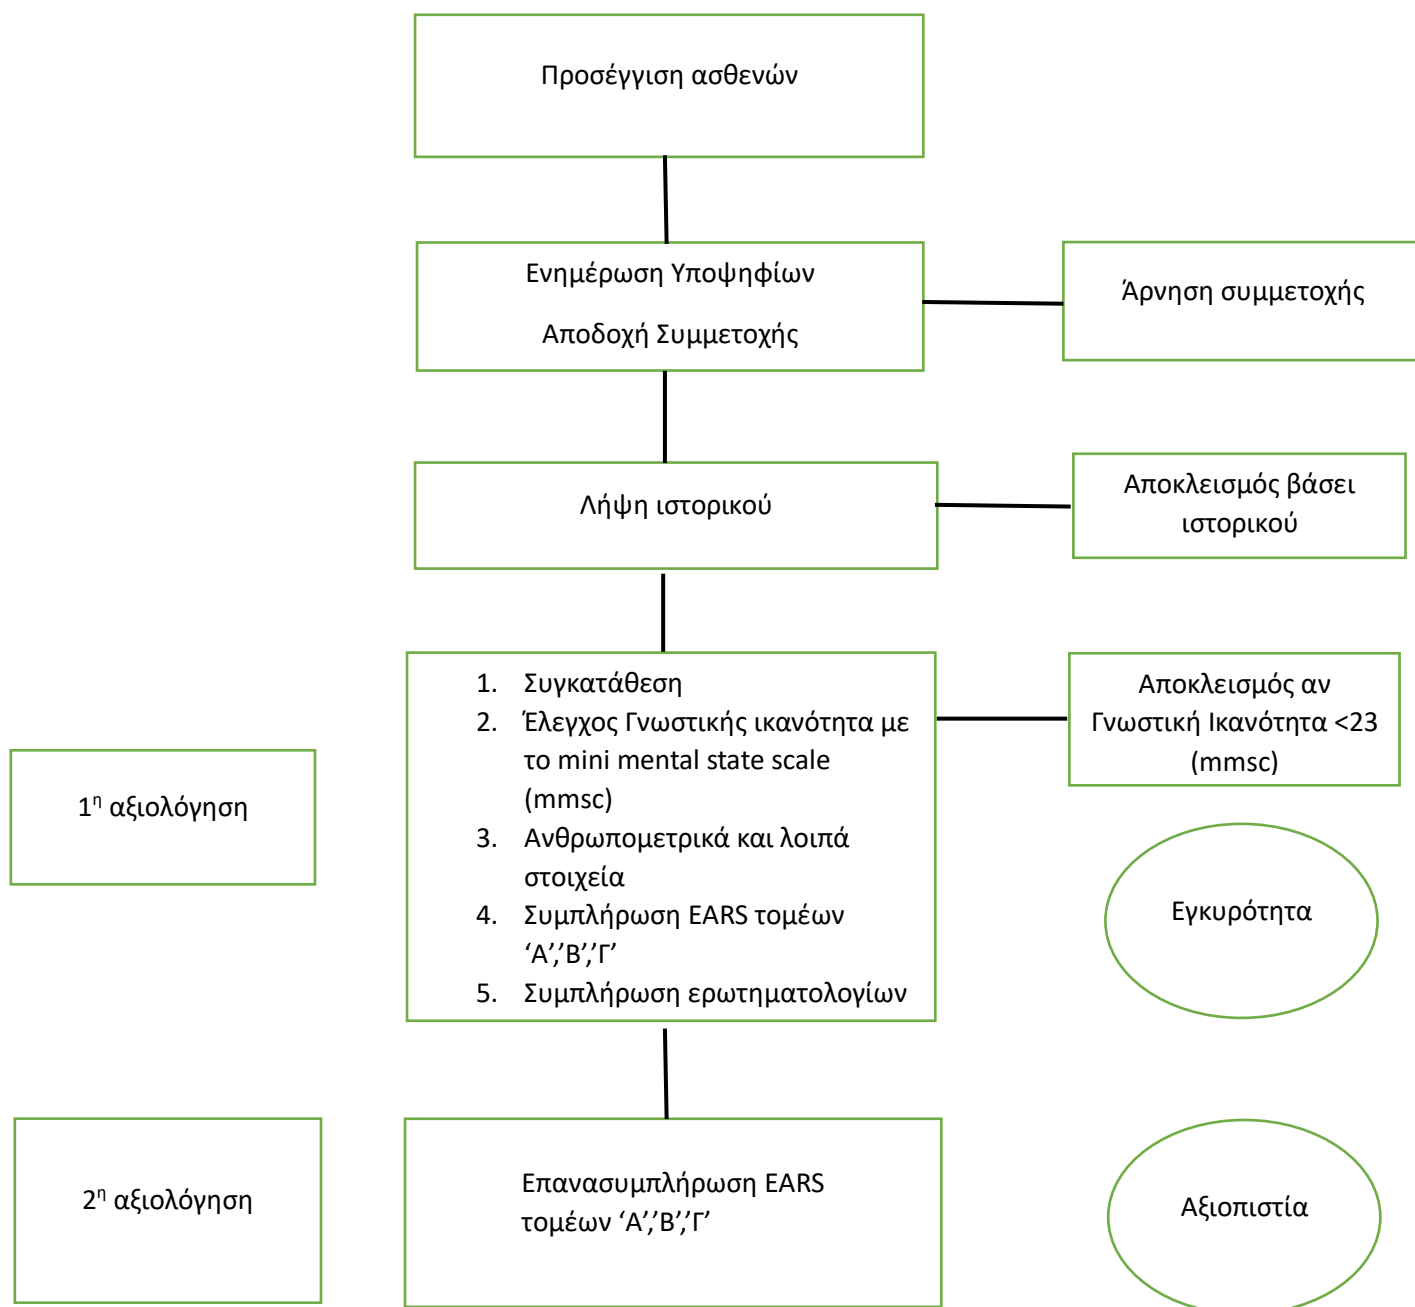 Προσέγγιση ασθενών
Ενημέρωση Υποψηφίων
Αποδοχή Συμμετοχής
Άρνηση συμμετοχής
Λήψη ιστορικού
Αποκλεισμός βάσει
ιστορικού
1. Συγκατάθεση
2. Έλεγχος Γνωστικής ικανότητα με
το mini mental state scale
(mmsc)
3. Ανθρωπομετρικά και λοιπά
στοιχεία
4. Συμπλήρωση EARS τομέων
‘Α’,’Β’,’Γ’
5. Συμπλήρωση ερωτηματολογίων
Αποκλεισμός αν
Γνωστική Ικανότητα <23
(mmsc)
1η αξιολόγηση
Εγκυρότητα
2η αξιολόγηση
Επανασυμπλήρωση EARS
τομέων ‘Α’,’Β’,’Γ’
Αξιοπιστία